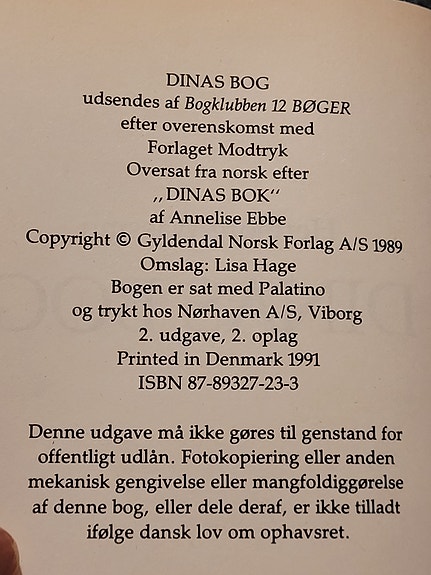 DINAS BOG
udsendes af Bogklubben 12 BØGER
efter overenskomst med
Forlaget Modtryk
Oversat fra norsk efter
,,DINAS BOK“
af Annelise Ebbe
Copyright © Gyldendal Norsk Forlag A/S 1989
Omslag: Lisa Hage
Bogen er sat med Palatino
og trykt hos Nørhaven A/S, Viborg
2. udgave, 2. oplag
Printed in Denmark 1991
ISBN 87-89327-23-3
Denne udgave må ikke gøres til genstand for
offentligt udlån. Fotokopiering eller anden
mekanisk gengivelse eller mangfoldiggørelse
af denne bog, eller dele deraf, er ikke tilladt
ifølge dansk lov om ophavsret.